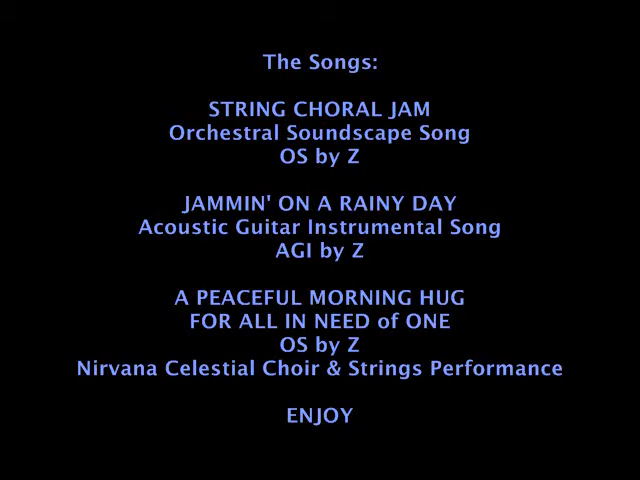 The Songs:
STRING CHORAL JAM
Orchestral Soundscape Song
OS by Z
JAMMIN' ON A RAINY DAY
Acoustic Guitar Instrumental Song
AGI by Z
A PEACEFUL MORNING HUG
FOR ALL IN NEED of ONE
OS by Z
Nirvana Celestial Choir & Strings Performance
ENJOY